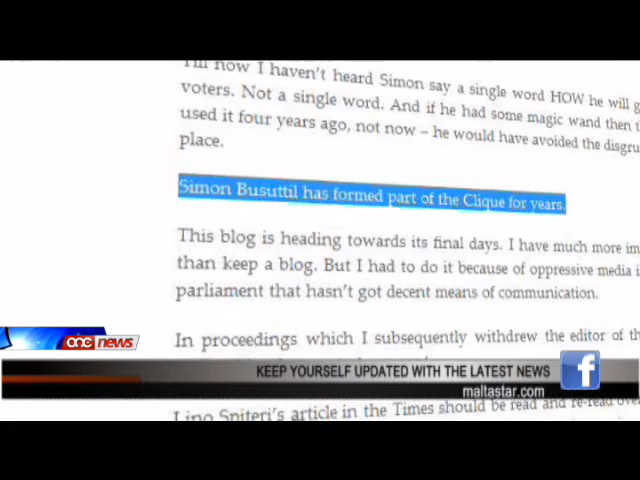 Till now I haven't heard Simon say a single word HOW he will
voters. Not a single word. And if he had some magic wand then
used it four years ago, not now – he would have avoided the
place.
Simon Busuttil has formed part of the Clique for years.
This blog is heading towards its final days. I have much more
than keep a blog. But I had to do it because of oppressive media
parliament that hasn't got decent means of communication.
In proceedings which I subsequently withdrew the editor of
one news
KEEP YOURSELF UPDATED WITH THE LATEST NEWS
f
maltastar.com
Lino Spiteri's article in the Times should be read and re-read